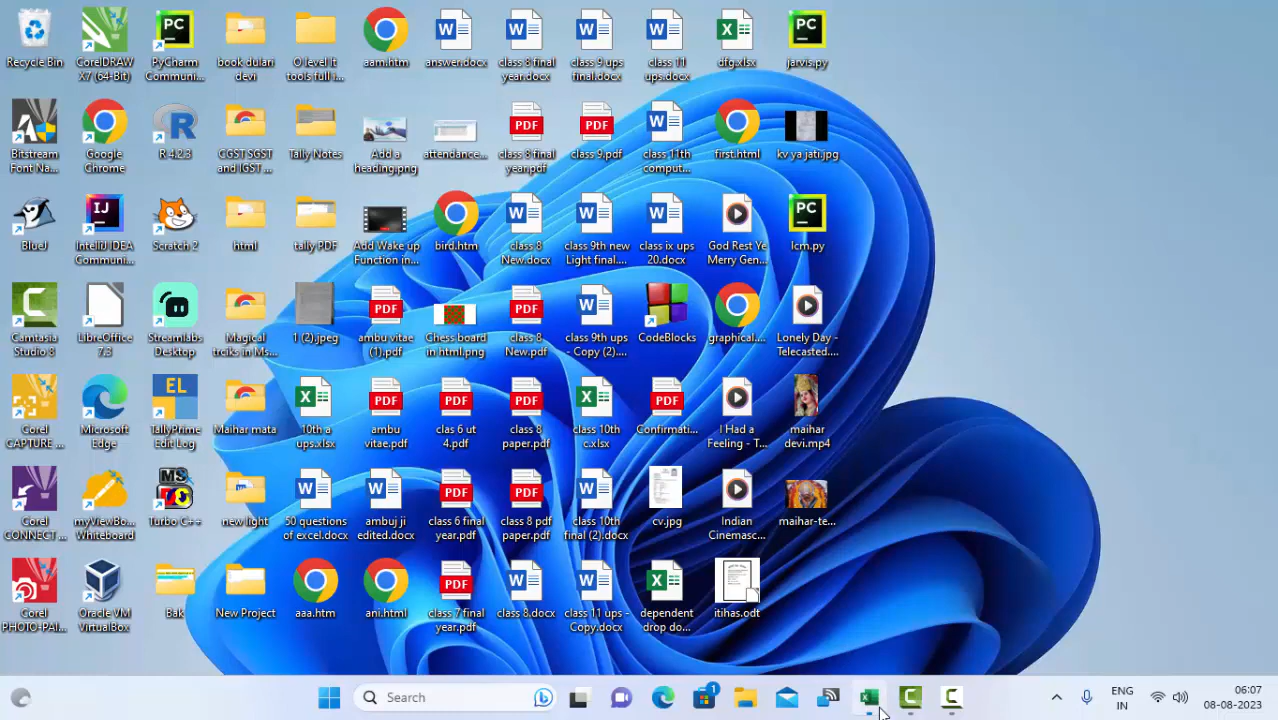 Recycle Bin
CorelDRAW
X7 (64-Bit)
PyCharm
Communi...
book dulari
devi
O level it
tools full i...
aam.htm
answer.docx
class 8 final
year.docx
class 9 ups
final.docx
class 11
ups.docx
dfg.xlsx
jarvis.py
Bitstream
Font Na...
Google
Chrome
R 4.2.3
CGST SGST
and IGST ...
Tally Notes
Add a
heading.png
attendance...
class 8 final
year.pdf
class 9.pdf
class 11th
comput...
first.html
kv ya jati.jpg
BlueJ
IntelliJ IDEA
Communi...
Scratch 2
html
tally PDF
Add Wake up
Function in...
bird.htm
class 8
New.docx
class 9th new
Light final....
class ix ups
20.docx
God Rest Ye
Merry Gen...
lcm.py
Camtasia
Studio 8
LibreOffice
7.3
Streamlabs
Desktop
Magical
trciks in Ms...
1 (2).jpeg
ambu vitae
(1).pdf
Chess board
in html.png
class 8
New.pdf
class 9th ups
- Copy (2)....
CodeBlocks
graphical....
Lonely Day -
Telecasted....
Corel
CAPTURE ...
Microsoft
Edge
TallyPrime
Edit Log
Maihar mata
10th a
ups.xlsx
ambu
vitae.pdf
clas 6 ut
4.pdf
class 8
paper.pdf
class 10th
c.xlsx
Confirmati...
I Had a
Feeling - T...
maihar
devi.mp4
Corel
CONNECT ...
myViewBo...
Whiteboard
Turbo C++
new light
50 questions
of excel.docx
ambuj ji
edited.docx
class 6 final
year.pdf
class 8 pdf
paper.pdf
class 10th
final (2).docx
cv.jpg
Indian
Cinemasc...
maihar-te...
Corel
PHOTO-PAI...
Oracle VM
VirtualBox
Bak
New Project
aaa.htm
ani.html
class 7 final
year.pdf
class 8.docx
class 11 ups -
Copy.docx
dependent
drop do...
itihas.odt
Search
1
ENG
IN
06:07
08-08-2023